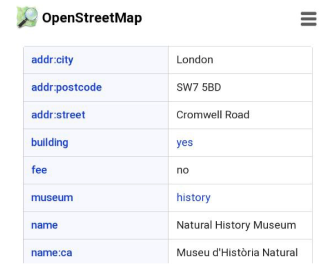 OpenStreetMap
addr:city London
addr:postcode SW7 5BD
addr:street Cromwell Road
building yes
fee no
museum history
name Natural History Museum
name:ca Museu d'Història Natural